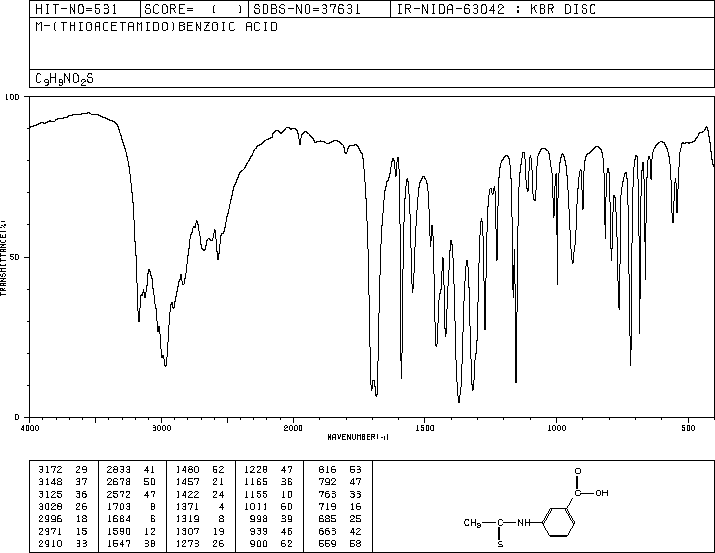 HIT-NO=531 SCORE= ( ) SDBS-NO=37631 IR-NIDA-63042 : KBR DISC
M-(THIOACETAMIDO)BENZOIC ACID
C9H9NO2S
100
50
0
TRANSMITTANCE(%)
4000 3000 2000 1500 1000 500
WAVENUMBER(-1)
3172 29 2833 41 1480 52 1228 47 816 53
3148 37 2678 50 1457 21 1165 36 792 47
3125 36 2572 47 1422 24 1155 10 763 33
3028 26 1703 8 1371 4 1011 60 719 16
2996 18 1684 6 1319 8 998 39 685 25
2971 15 1590 12 1307 19 939 46 663 42
2910 33 1547 38 1273 26 900 62 559 58
O
C—OH
CH3—C—NH
S